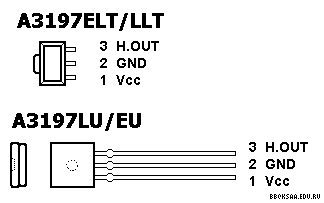 A3197ELT/LLT
3 H.OUT
2 GND
1 Vcc
A3197LU/EU
3 H.OUT
2 GND
1 Vcc